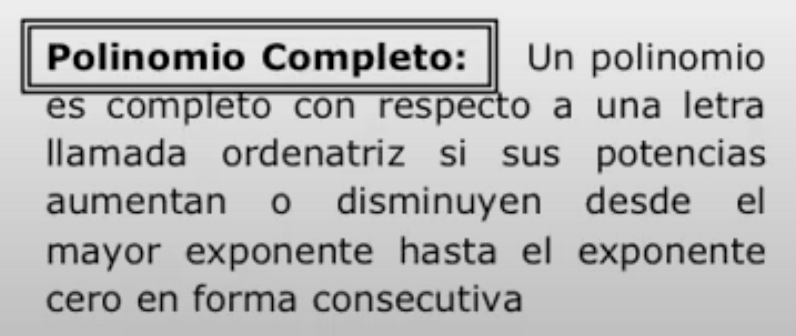 Polinomio Completo: Un polinomio
es completo con respecto a una letra
llamada ordenatriz si sus potencias
aumentan o disminuyen desde el
mayor exponente hasta el exponente
cero en forma consecutiva